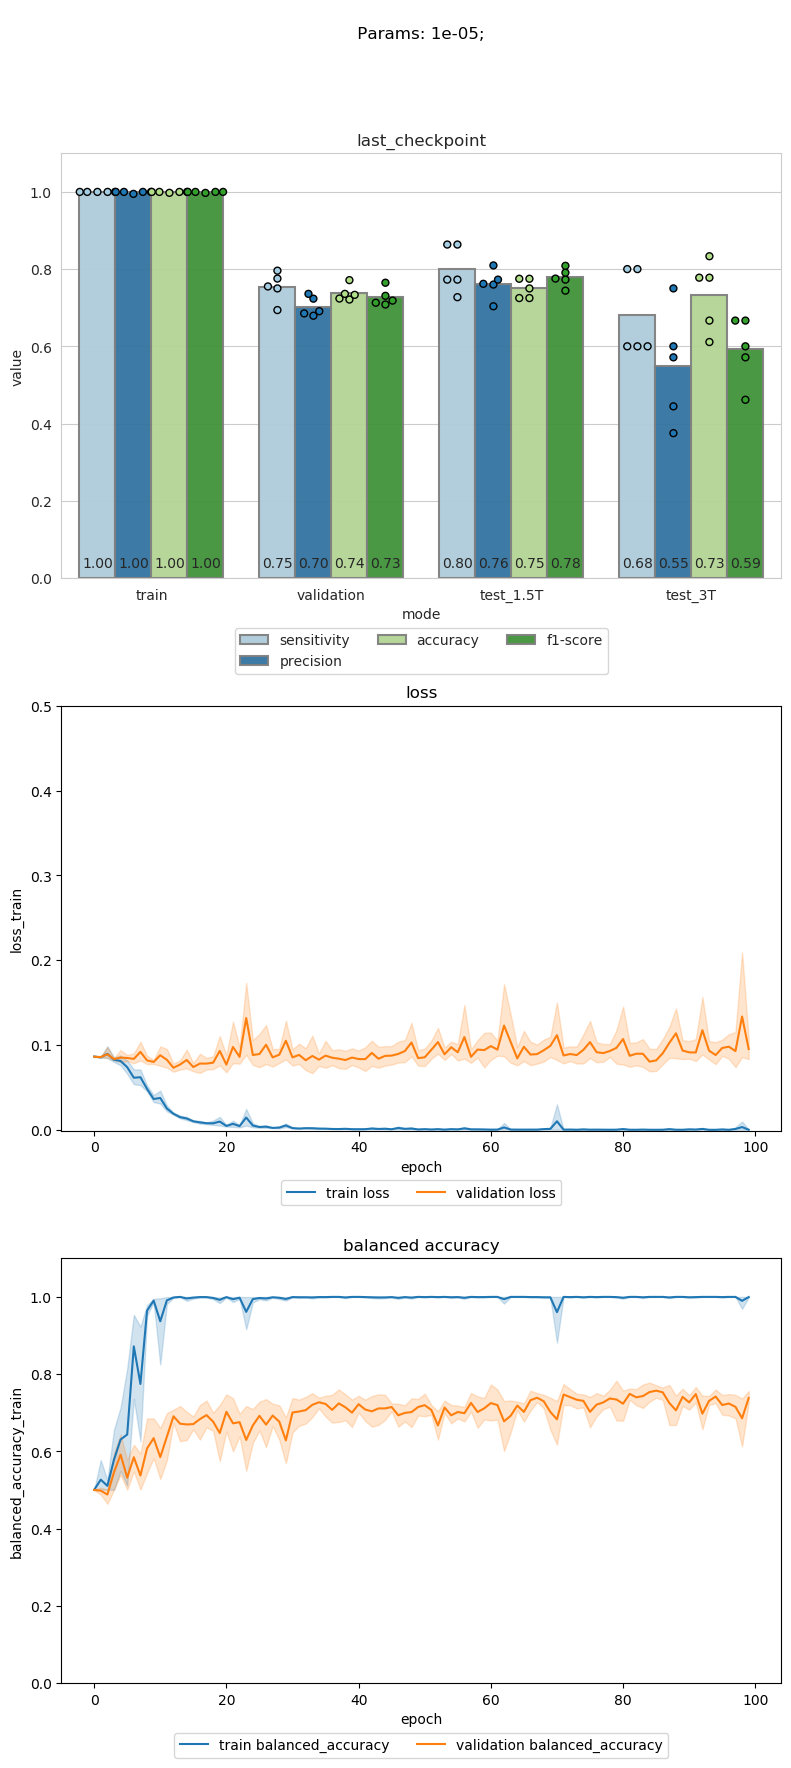 Params: 1e-05;
last_checkpoint
1.0
0.8
0.6
0.4
0.2
0.0
value
1.00 1.00 1.00 1.00 0.75 0.70 0.74 0.73 0.80 0.76 0.75 0.78 0.68 0.55 0.73 0.59
train validation test_1.5T test_3T
mode
sensitivity accuracy f1-score
precision
loss
0.5
0.4
0.3
0.2
0.1
0.0
loss_train
0 20 40 60 80 100
epoch
train loss validation loss
balanced accuracy
1.0
0.8
0.6
0.4
0.2
0.0
balanced_accuracy_train
0 20 40 60 80 100
epoch
train balanced_accuracy validation balanced_accuracy